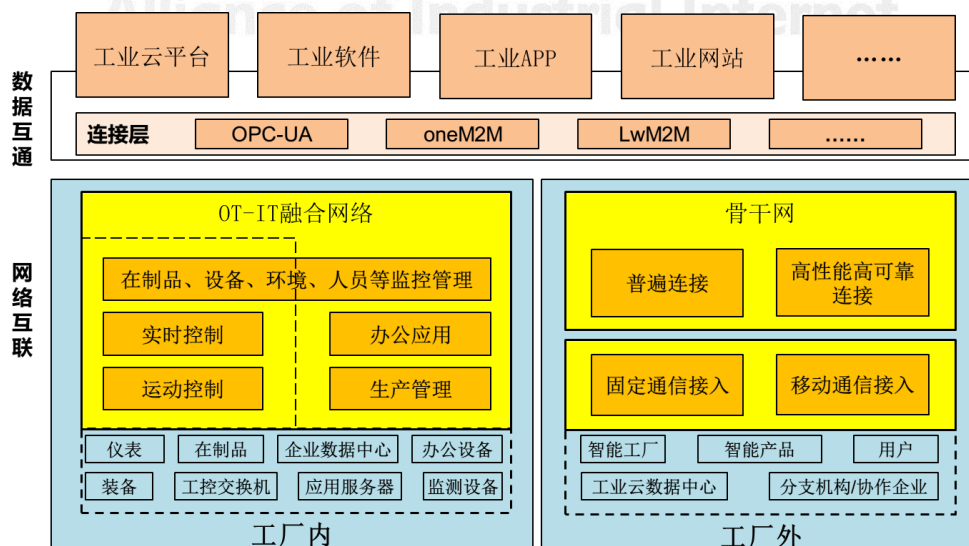 Alliance of Industrial Internet
工业云平台
工业软件
工业APP
工业网站
……
数据互通
连接层
OPC-UA
oneM2M
LwM2M
……
网络互联
OT-IT融合网络
在制品、设备、环境、人员等监控管理
实时控制
办公应用
运动控制
生产管理
仪表
在制品
企业数据中心
办公设备
装备
工控交换机
应用服务器
监测设备
工厂内
骨干网
普遍连接
高性能高可靠
连接
固定通信接入
移动通信接入
智能工厂
智能产品
用户
工业云数据中心
分支机构/协作企业
工厂外